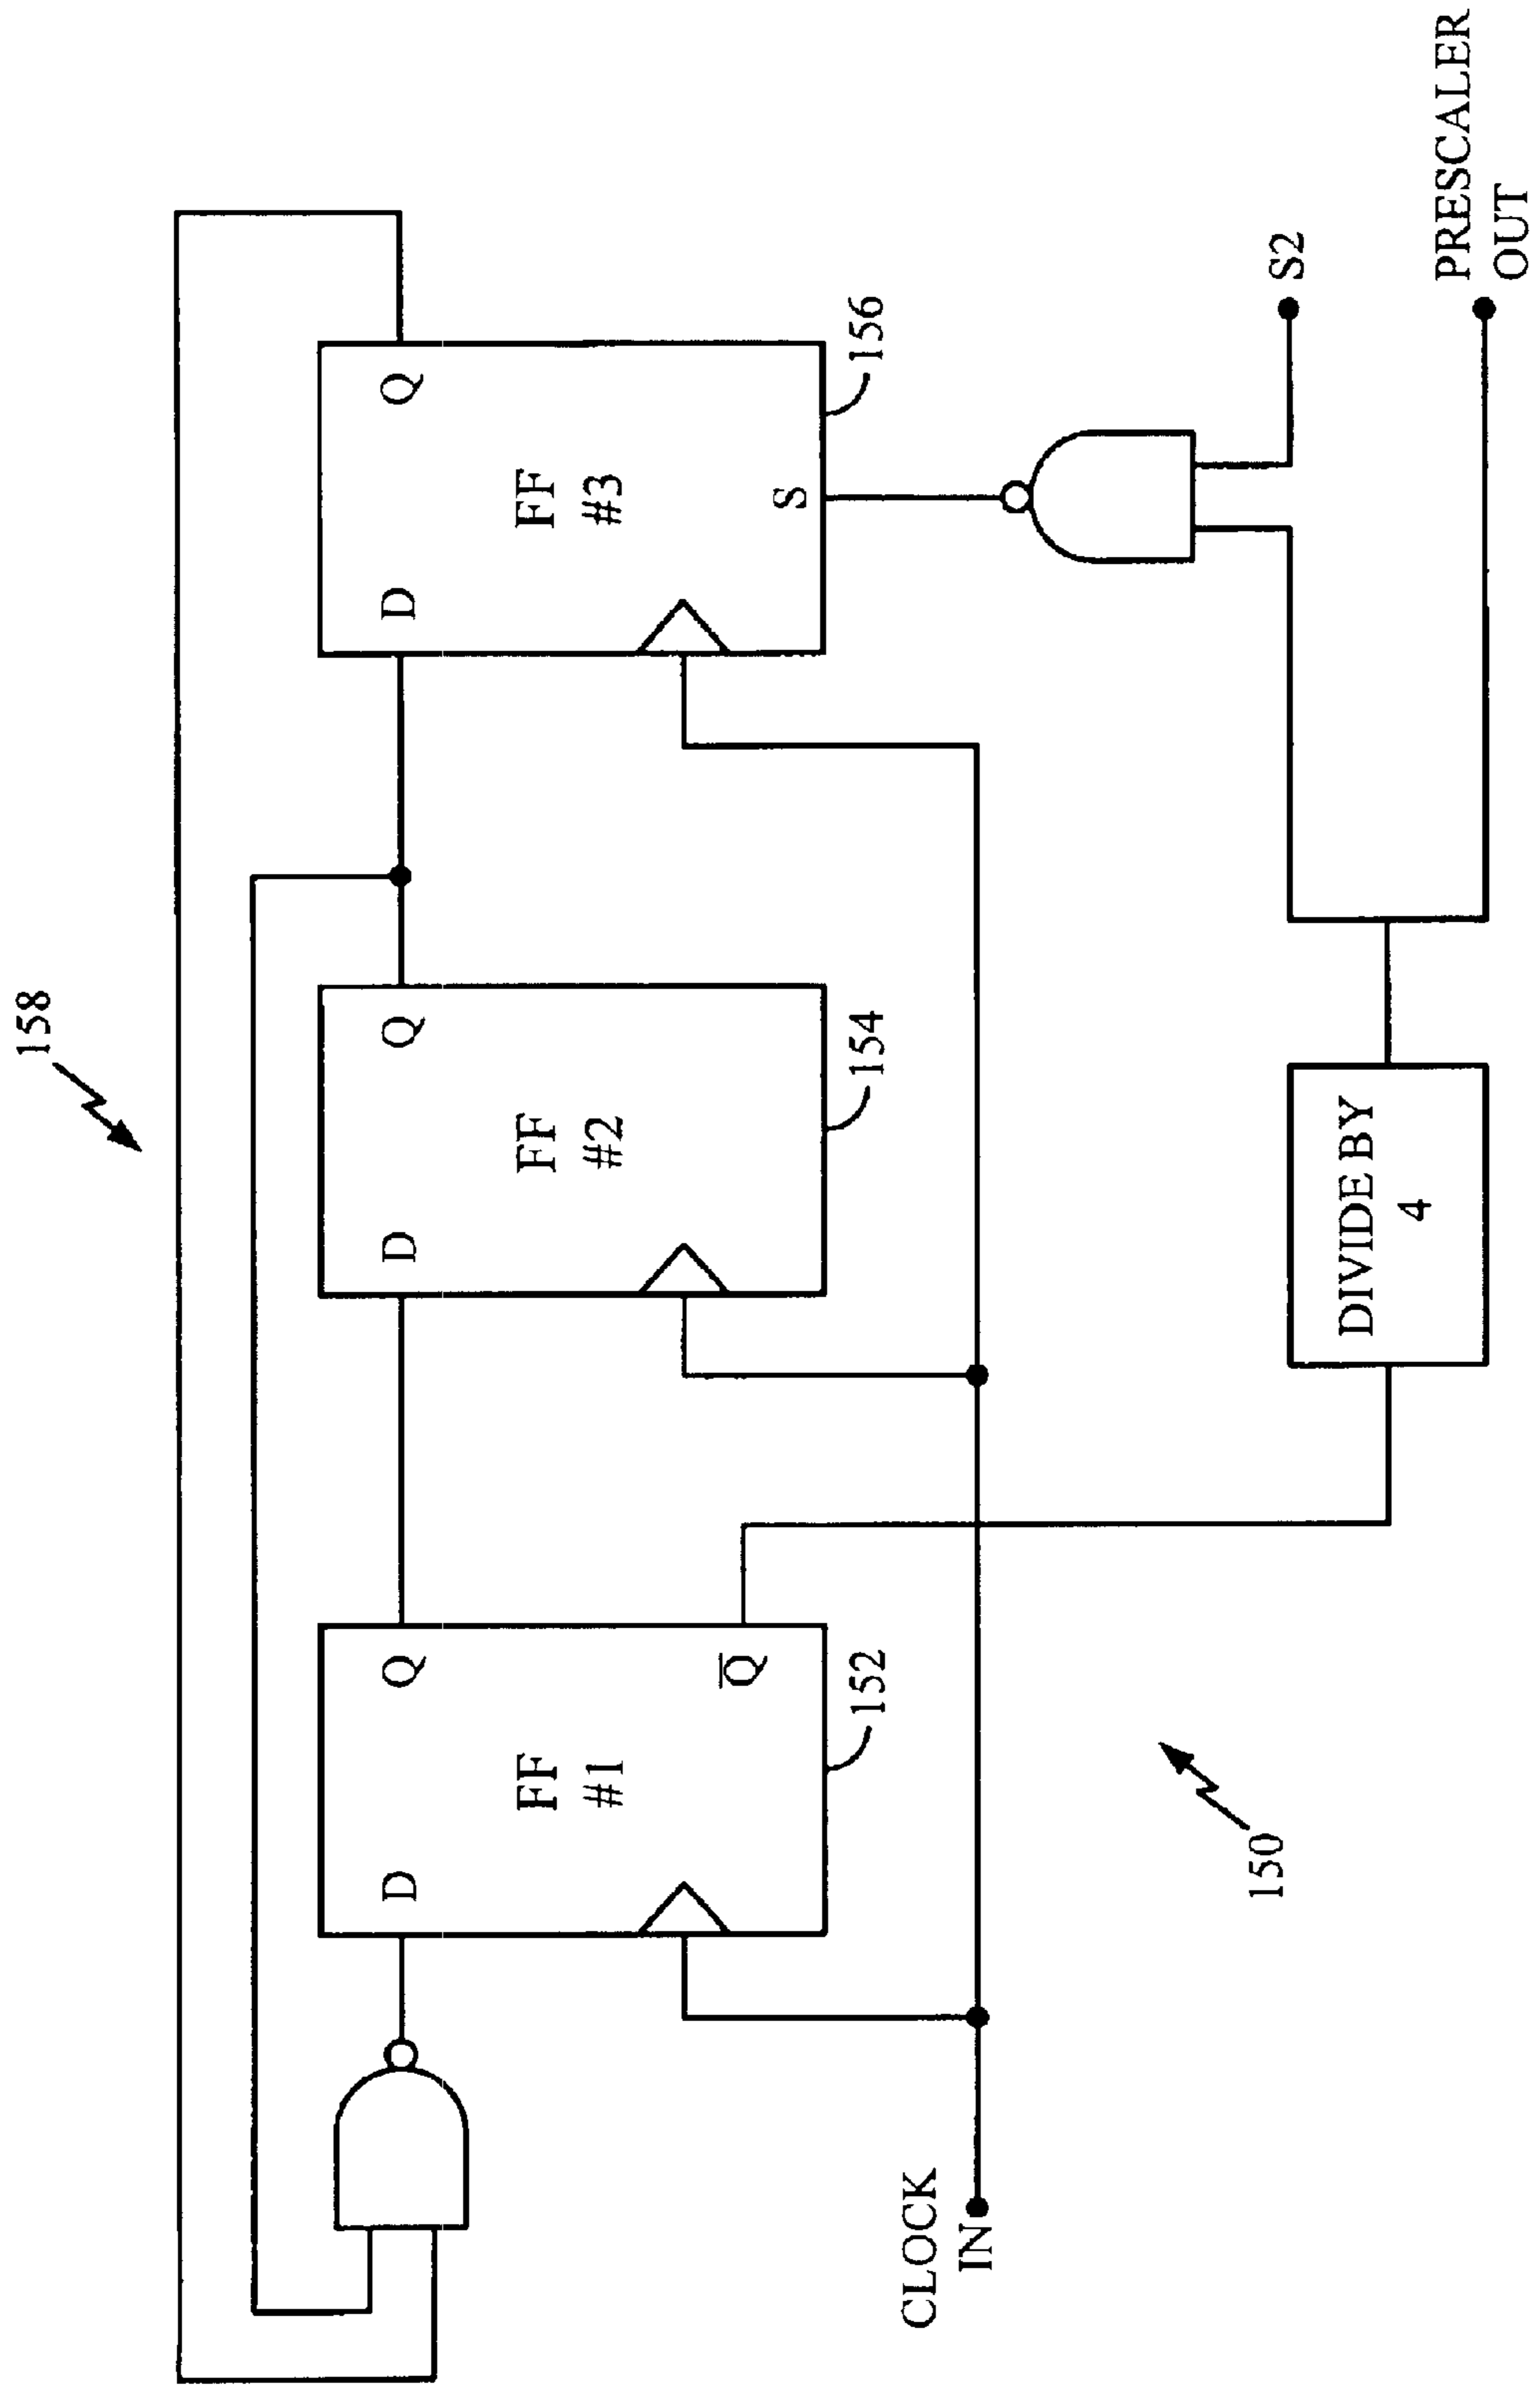 158
D
FF
#1
Q
Q̅
152
D
FF
#2
Q
154
D
FF
#3
Q
S
156
CLOCK
IN
150
DIVIDE BY
4
S2
PRESCALER
OUT